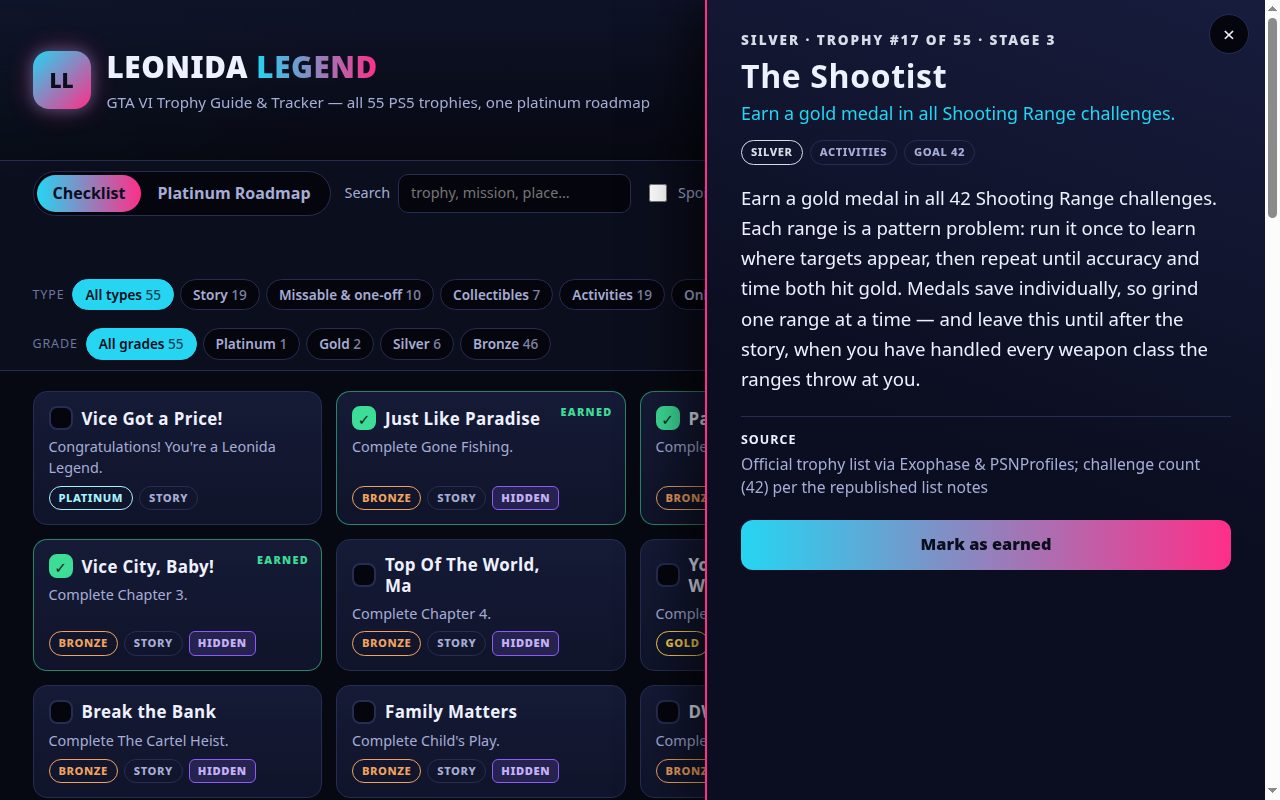 LL
LEONIDA LEGEND
GTA VI Trophy Guide & Tracker — all 55 PS5 trophies, one platinum roadmap
Checklist
Platinum Roadmap
Search
trophy, mission, place...
TYPE
All types 55
Story 19
Missable & one-off 10
Collectibles 7
Activities 19
GRADE
All grades 55
Platinum 1
Gold 2
Silver 6
Bronze 46
Vice Got a Price!
Congratulations! You're a Leonida
Legend.
PLATINUM
STORY
Just Like Paradise
EARNED
Complete Gone Fishing.
BRONZE
STORY
HIDDEN
✓
Vice City, Baby!
EARNED
Complete Chapter 3.
BRONZE
STORY
HIDDEN
Top Of The World,
Ma
Complete Chapter 4.
BRONZE
STORY
HIDDEN
GOLD
Break the Bank
Complete The Cartel Heist.
BRONZE
STORY
HIDDEN
Family Matters
Complete Child's Play.
BRONZE
STORY
HIDDEN
✕
SILVER · TROPHY #17 OF 55 · STAGE 3
The Shootist
Earn a gold medal in all Shooting Range challenges.
SILVER
ACTIVITIES
GOAL 42
Earn a gold medal in all 42 Shooting Range challenges.
Each range is a pattern problem: run it once to learn
where targets appear, then repeat until accuracy and
time both hit gold. Medals save individually, so grind
one range at a time — and leave this until after the
story, when you have handled every weapon class the
ranges throw at you.
SOURCE
Official trophy list via Exophase & PSNProfiles; challenge count
(42) per the republished list notes
Mark as earned